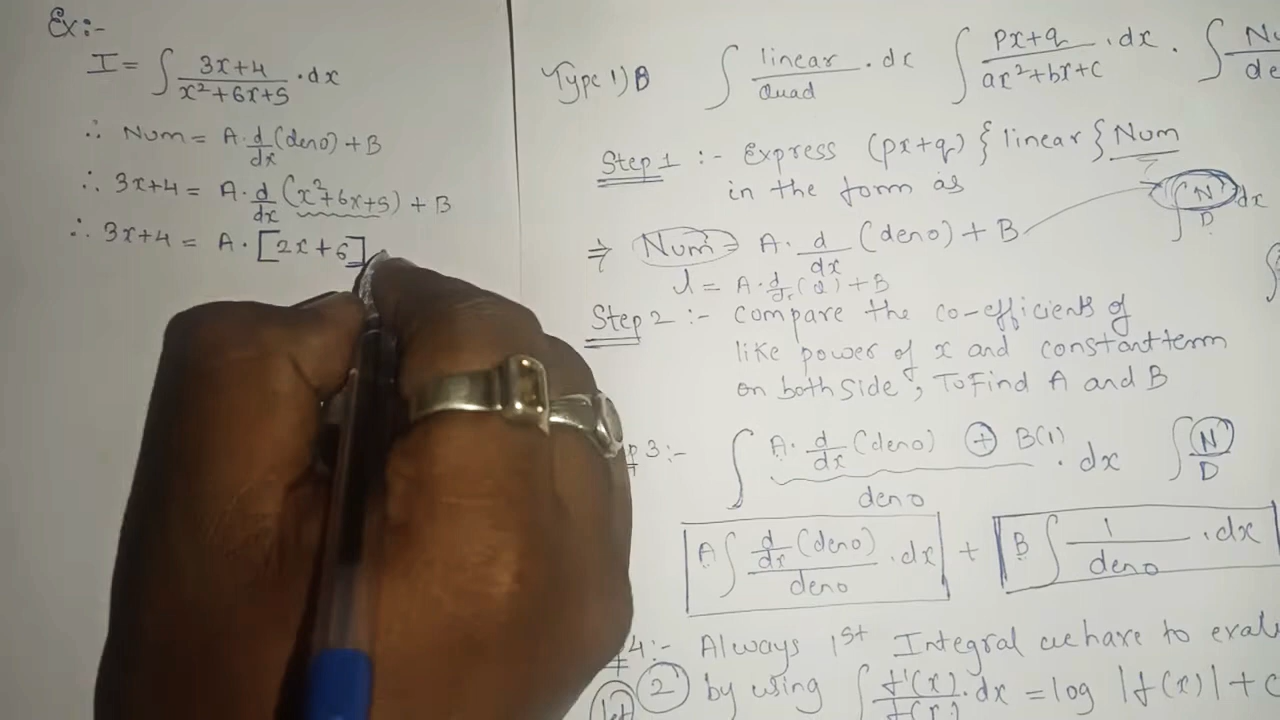 Ex:-
I = ∫ 3x+4 / x²+6x+5 · dx
∴ Num = A · d/dx (deno) + B
∴ 3x+4 = A · d/dx (x²+6x+5) + B
∴ 3x+4 = A · [2x+6]
Type 1) B ∫ linear / Quad · dx ∫ px+q / ax²+bx+c · dx . ∫
Step 1 :- Express (px+q) { linear } Num
in the form as
∫ N / D dx
⇒ Num = A · d/dx (deno) + B
Step 2 :- Compare the co-efficients of
like power of x and constant term
on both side, To Find A and B
3:- ∫ A · d/dx (deno) + B(1) / deno · dx ∫ N / D
A ∫ d/dx (deno) / deno · dx + B ∫ 1 / deno · dx
4:- Always 1st Integral we have to
2 by using ∫ f'(x) / f(x) · dx = log |f(x)| + c